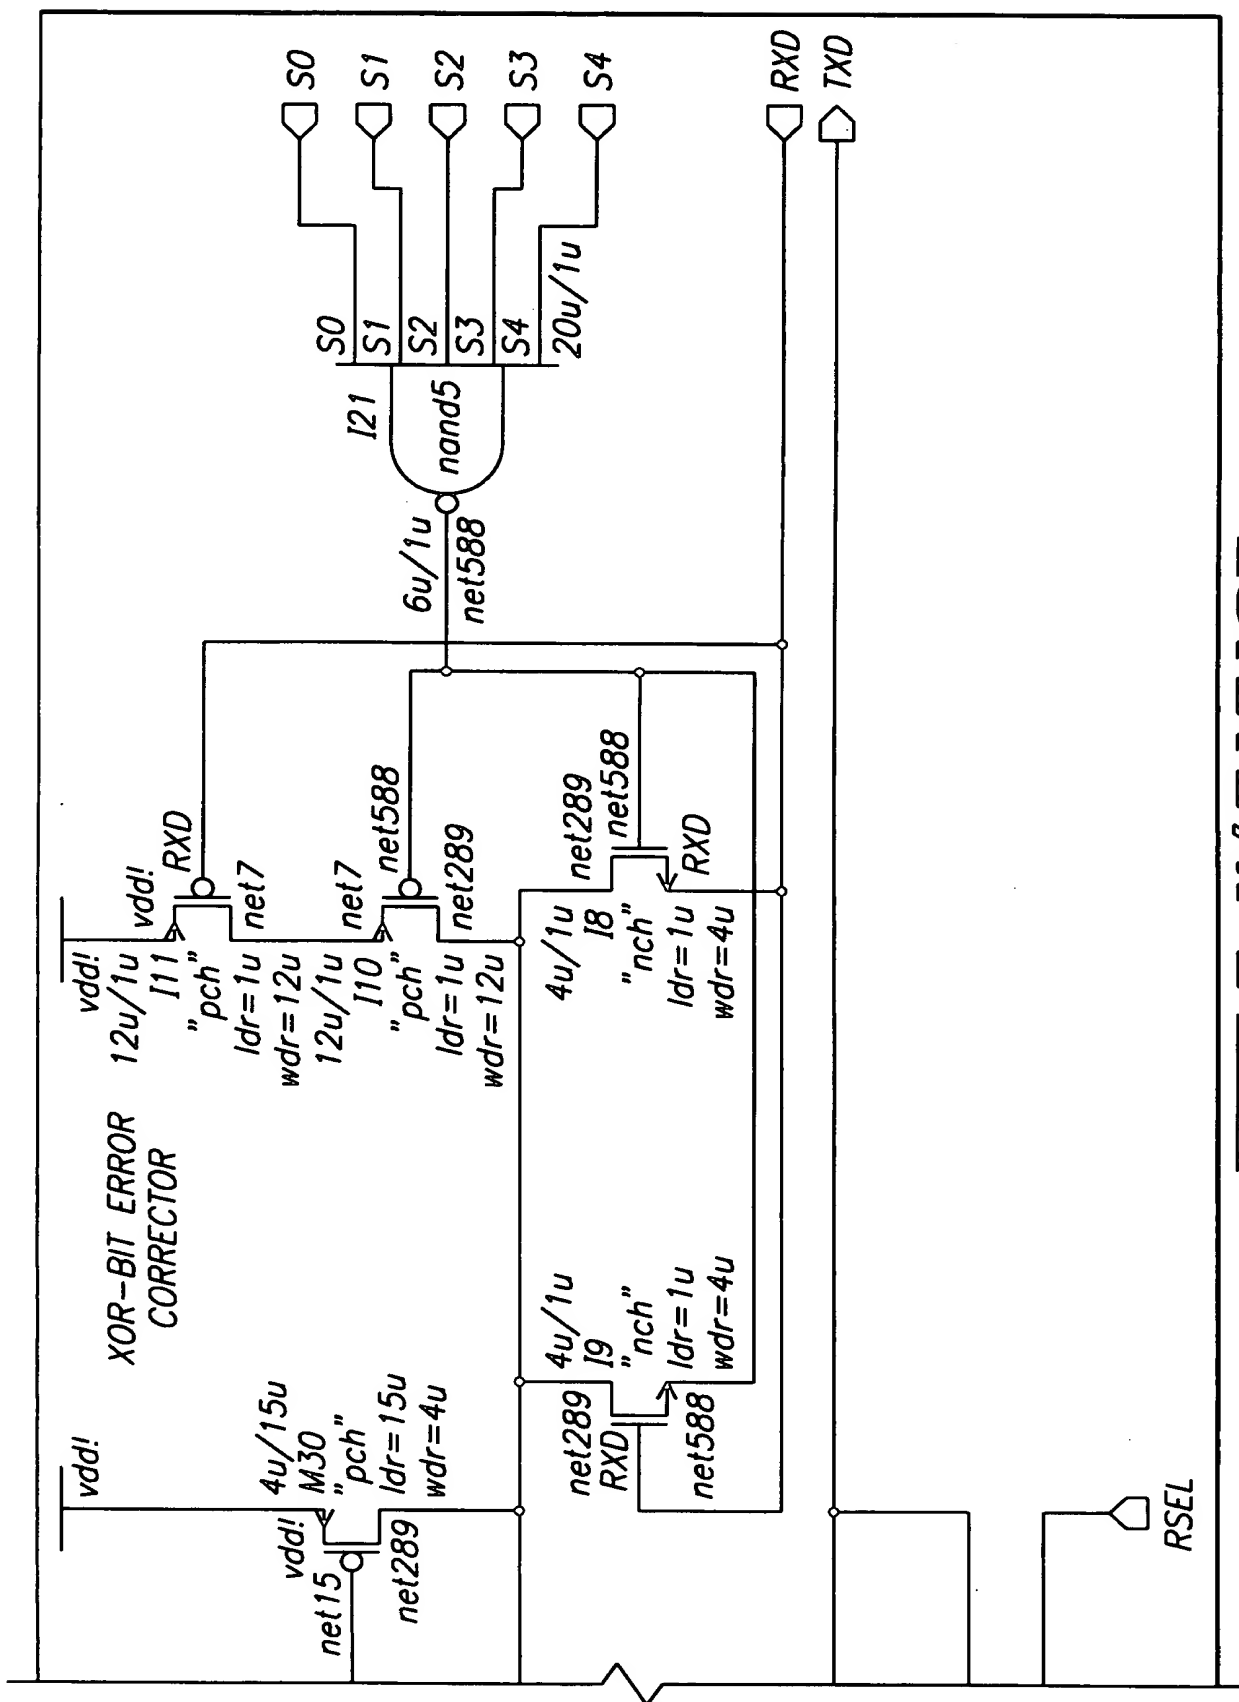 vdd!
XOR-BIT ERROR
CORRECTOR
vdd!
12u/1u
vdd!
I11
RXD
"pch"
ldr=1u
net7
wdr=12u
12u/1u
net7
I10
net588
"pch"
ldr=1u
net289
wdr=12u
4u/15u
vdd!
M30
net15
"pch"
ldr=15u
net289
wdr=4u
4u/1u
net289
I9
RXD
"nch"
ldr=1u
net588
wdr=4u
4u/1u
net289
I8
net588
"nch"
ldr=1u
RXD
wdr=4u
6u/1u
net588
I21
nand5
S0
S1
S2
S3
S4
20u/1u
S0
S1
S2
S3
S4
RXD
TXD
RSEL